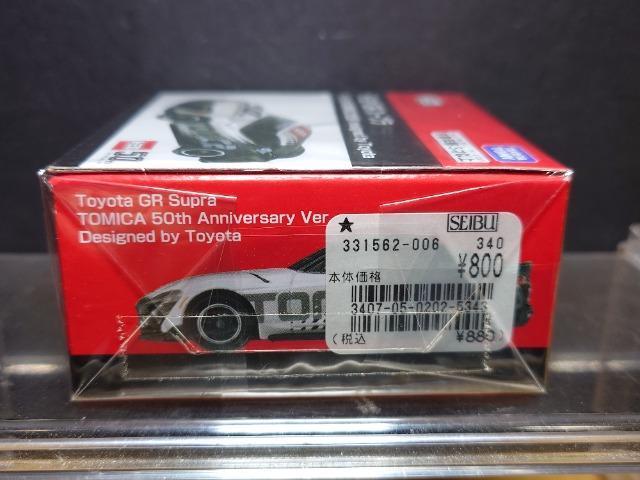 Toyota GR Supra
TOMICA 50th Anniversary Ver.
Designed by Toyota
★
SEIBU
331562-006
340
本体価格
¥800
3407-05-0202-5343
(税込
¥880)